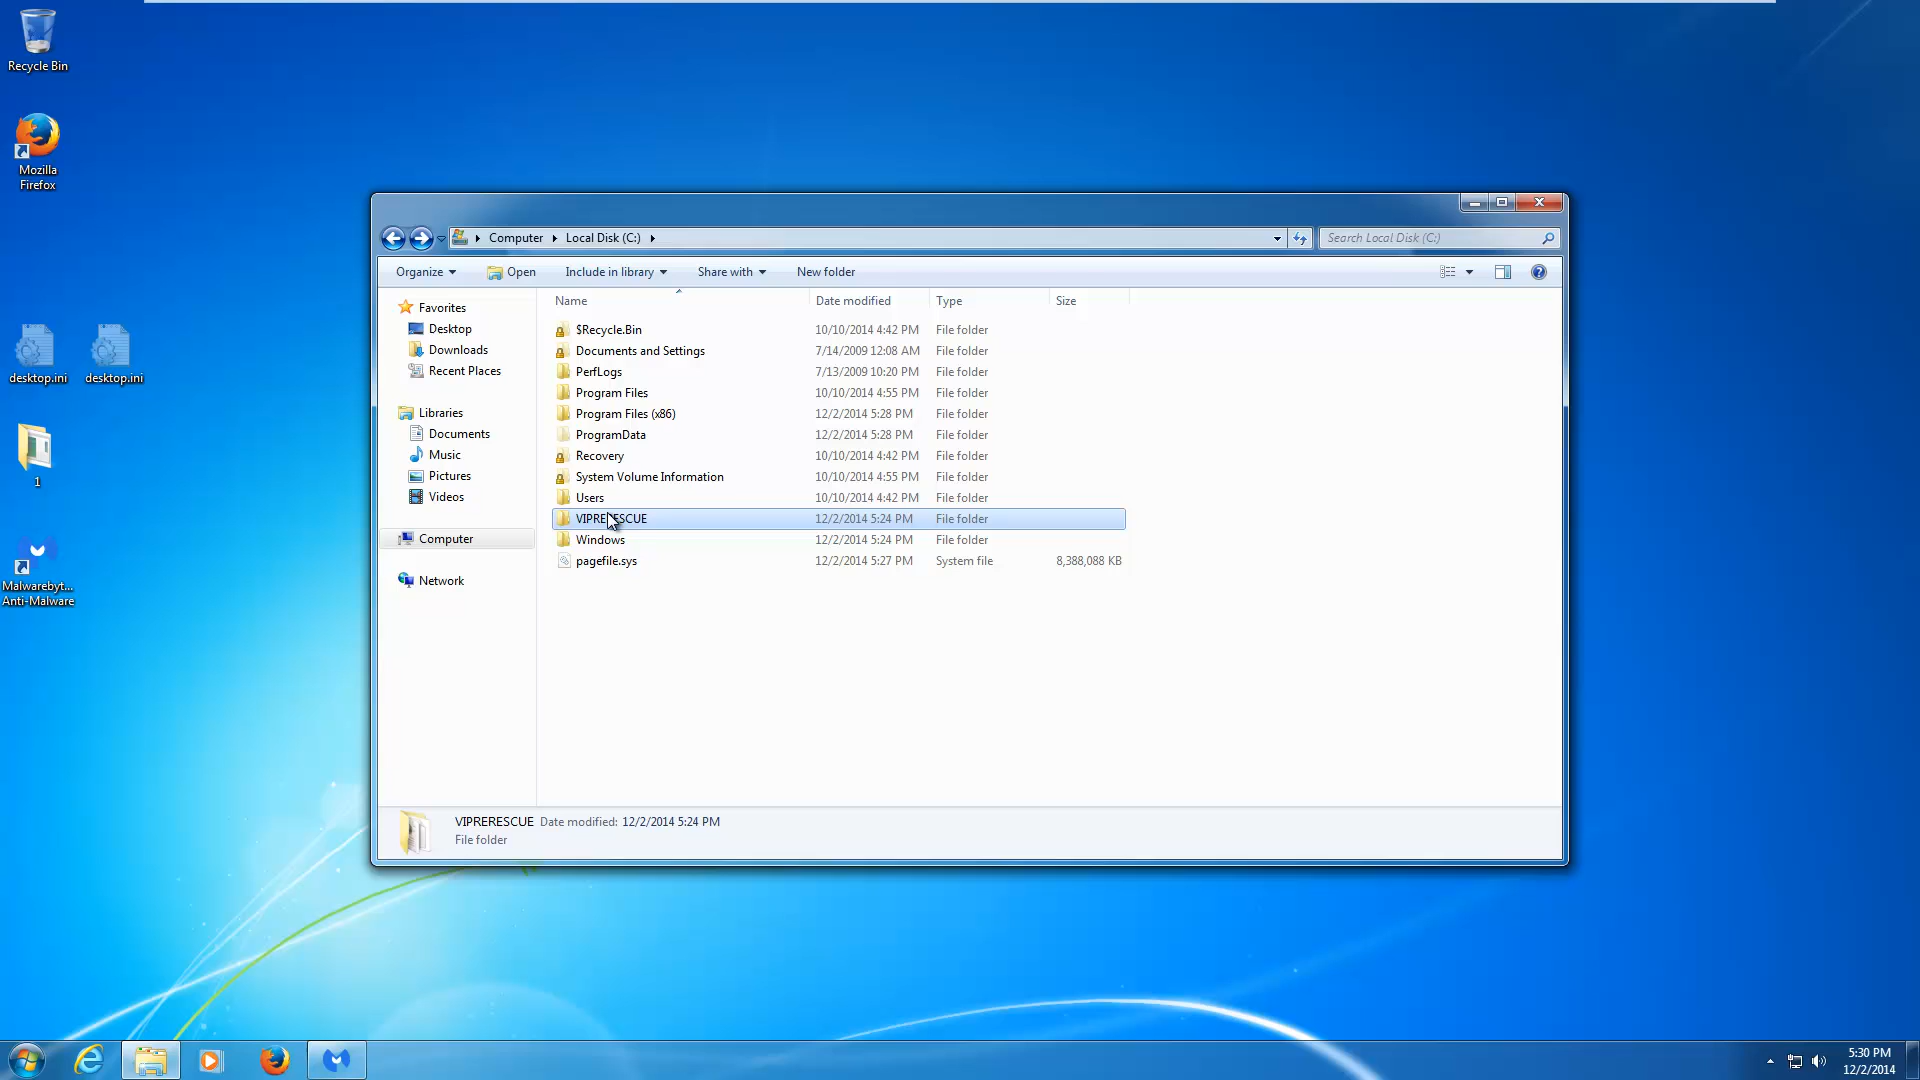 Recycle Bin
Mozilla
Firefox
desktop.ini
desktop.ini
1
Malwarebyt...
Anti-Malware
Computer
Local Disk (C:)
Search Local Disk (C:)
Organize
Open
Include in library
Share with
New folder
Favorites
Desktop
Downloads
Recent Places
Libraries
Documents
Music
Pictures
Videos
Computer
Network
Name Date modified Type Size
$Recycle.Bin 10/10/2014 4:42 PM File folder
Documents and Settings 7/14/2009 12:08 AM File folder
PerfLogs 7/13/2009 10:20 PM File folder
Program Files 10/10/2014 4:55 PM File folder
Program Files (x86) 12/2/2014 5:28 PM File folder
ProgramData 12/2/2014 5:28 PM File folder
Recovery 10/10/2014 4:42 PM File folder
System Volume Information 10/10/2014 4:55 PM File folder
Users 10/10/2014 4:42 PM File folder
VIPRERESCUE 12/2/2014 5:24 PM File folder
Windows 12/2/2014 5:24 PM File folder
pagefile.sys 12/2/2014 5:27 PM System file 8,388,088 KB
VIPRERESCUE Date modified: 12/2/2014 5:24 PM
File folder
5:30 PM
12/2/2014